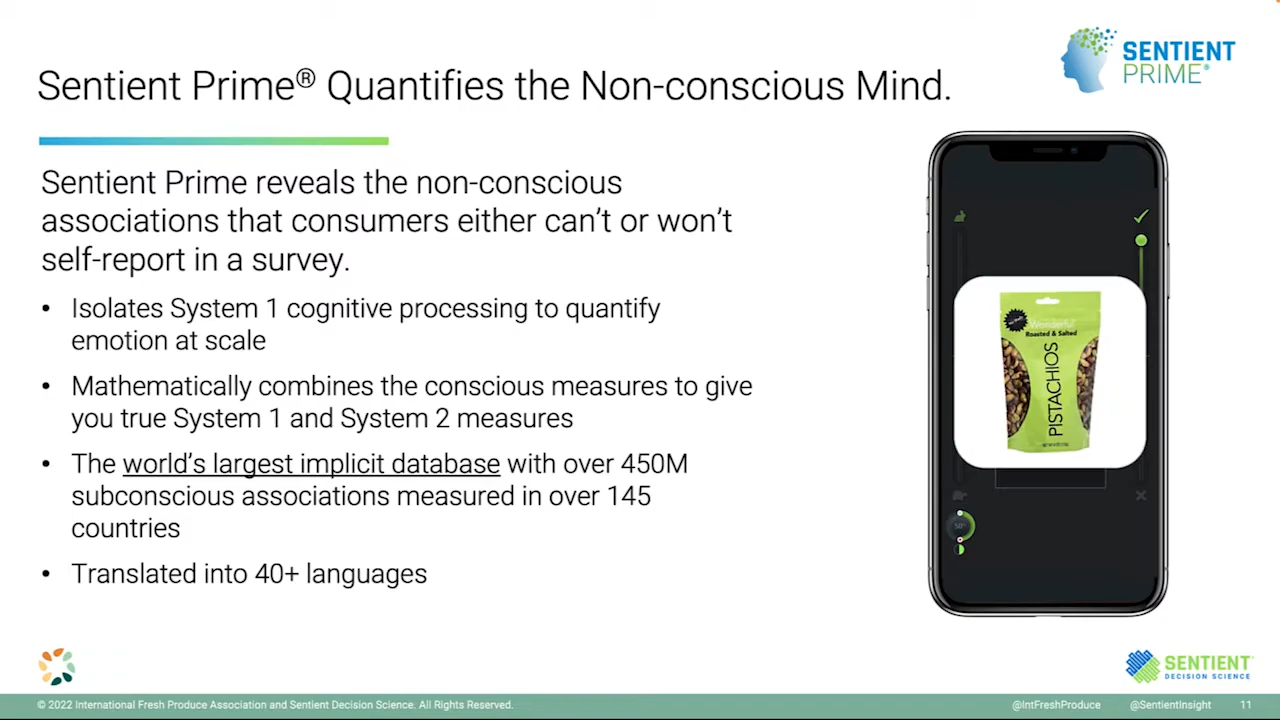 SENTIENT
PRIME®
Sentient Prime® Quantifies the Non-conscious Mind.
Sentient Prime reveals the non-conscious
associations that consumers either can’t or won’t
self-report in a survey.
• Isolates System 1 cognitive processing to quantify
emotion at scale
• Mathematically combines the conscious measures to give
you true System 1 and System 2 measures
• The world’s largest implicit database with over 450M
subconscious associations measured in over 145
countries
• Translated into 40+ languages
Roasted & Salted
PISTACHIOS
SENTIENT
DECISION SCIENCE
© 2022 International Fresh Produce Association and Sentient Decision Science. All Rights Reserved.
@IntFreshProduce @SentientInsight 11